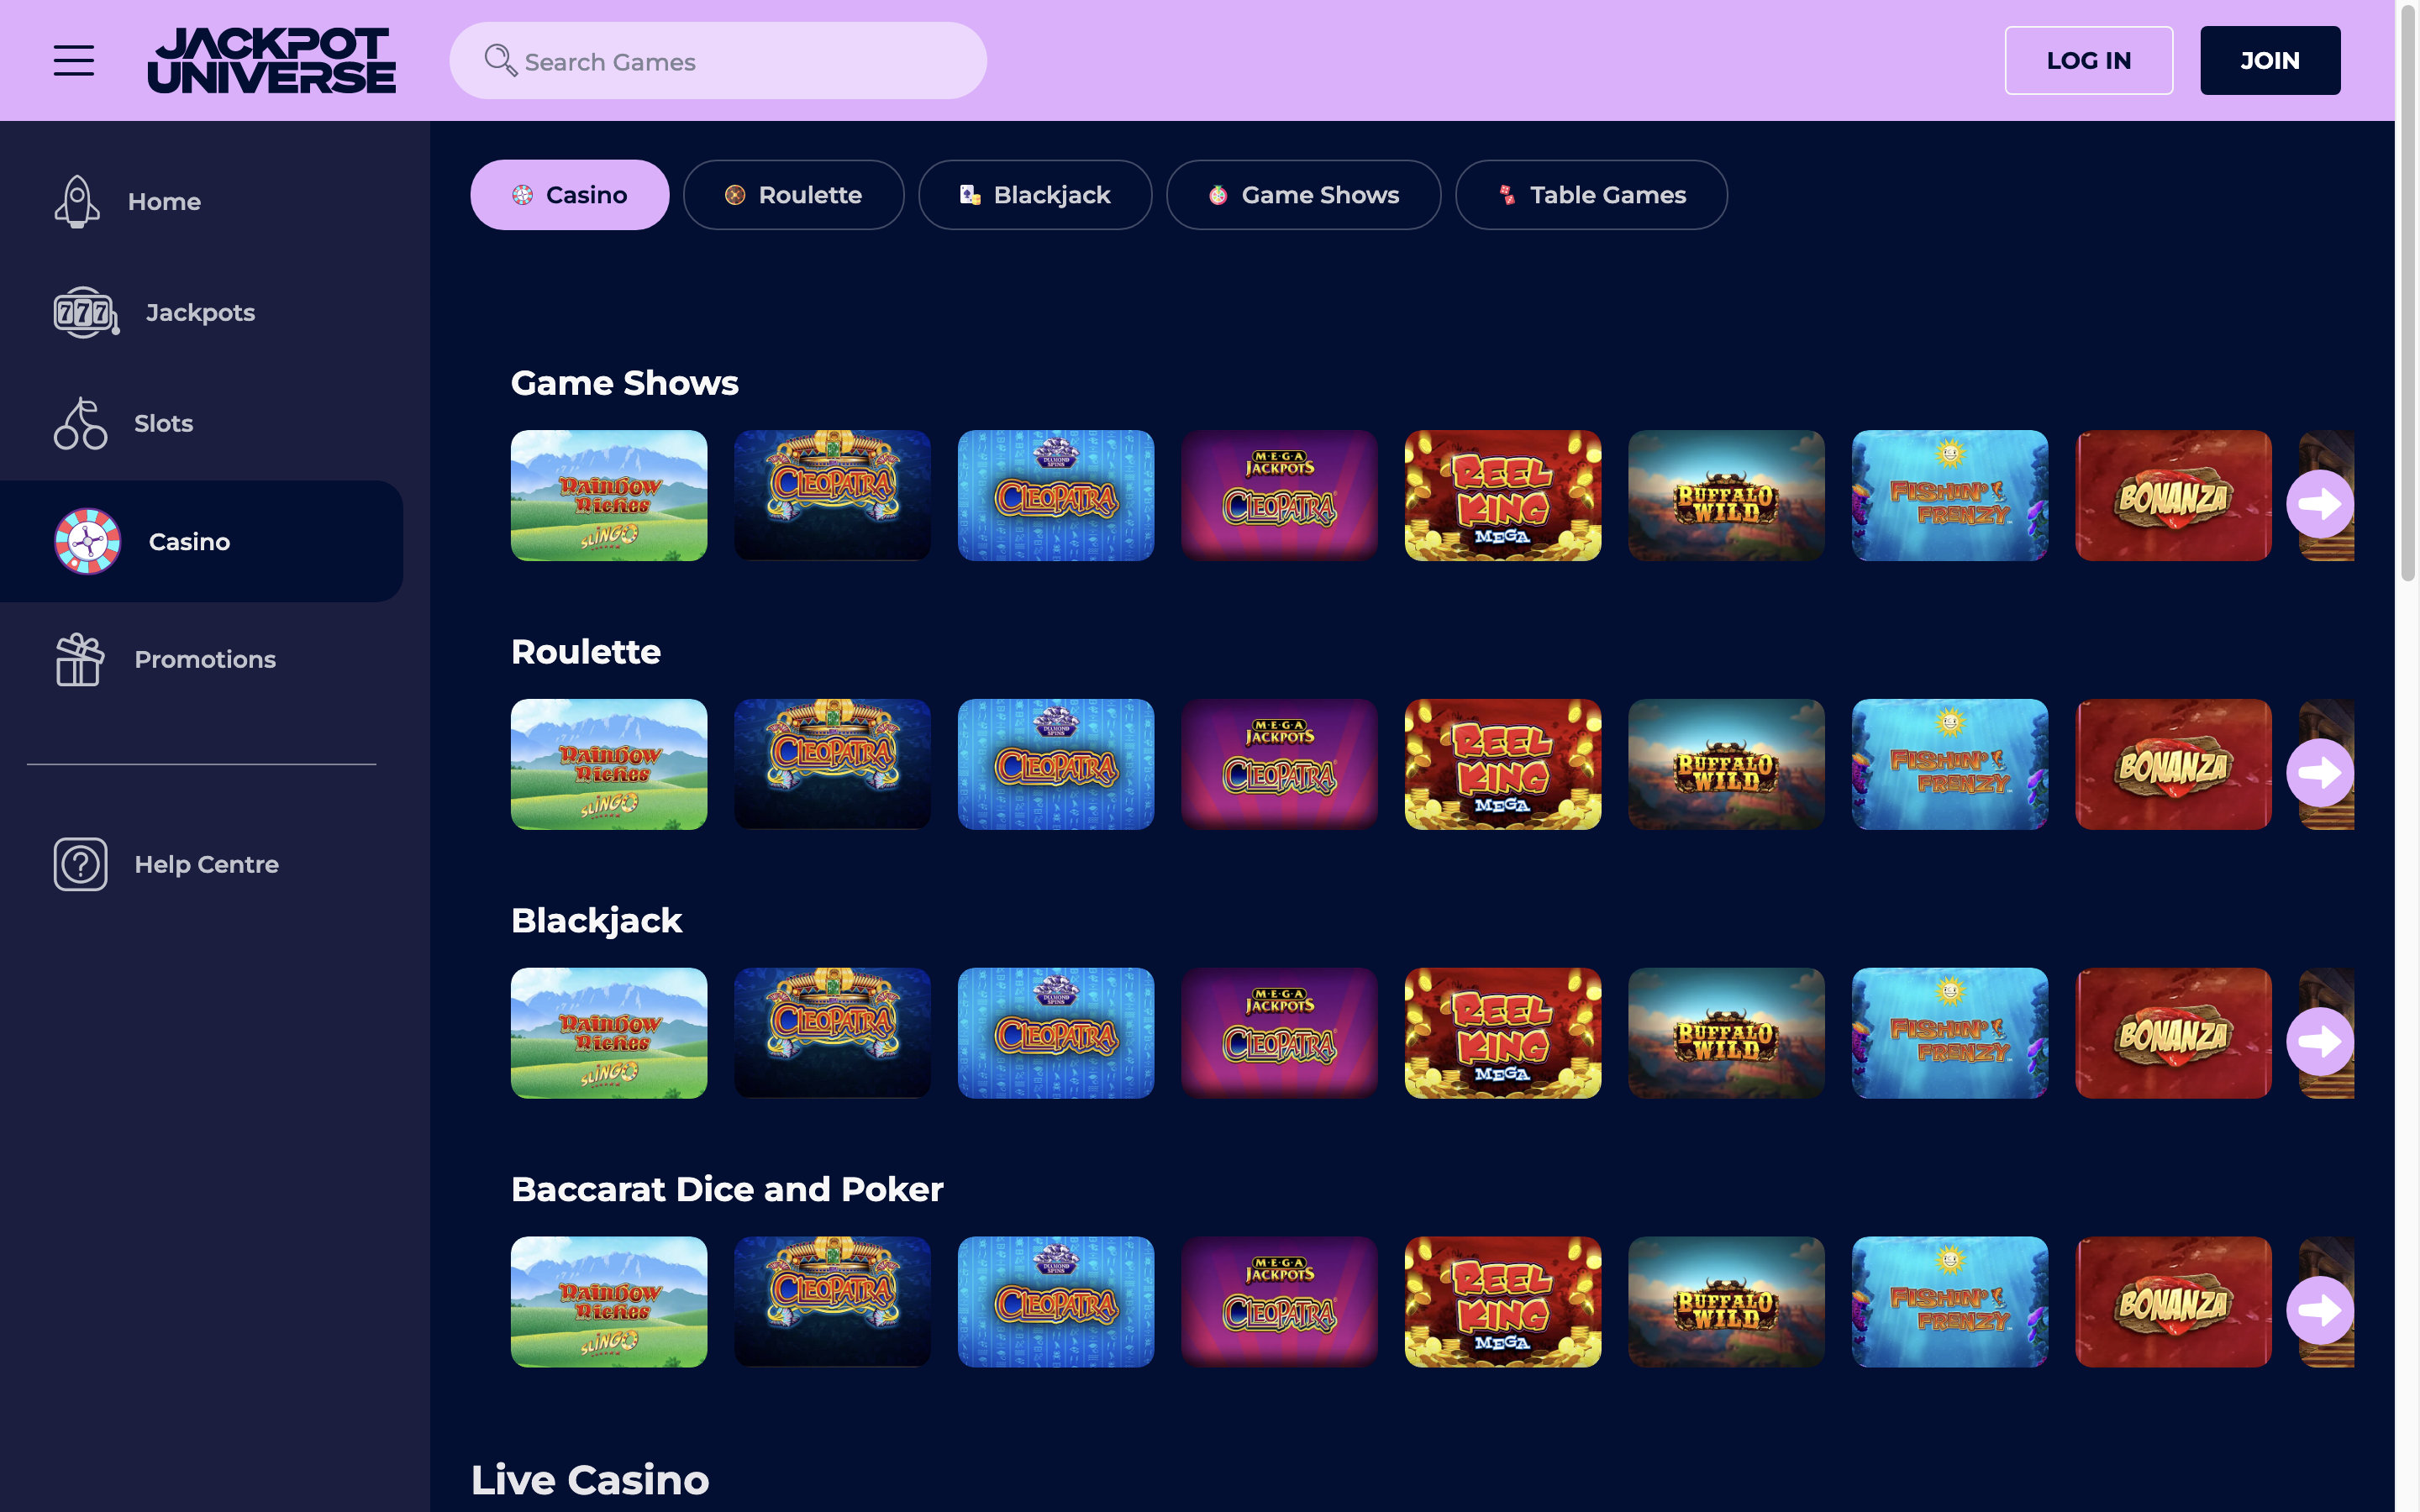 JACKPOT
UNIVERSE
Search Games
LOG IN
JOIN
Home
Jackpots
777
Slots
Casino
Promotions
Help Centre
Casino
Roulette
Blackjack
Game Shows
Table Games
Game Shows
Rainbow
Riches
SLINGO
CLEOPATRA
DIAMOND
SPINS
CLEOPATRA
MEGA
JACKPOTS
CLEOPATRA
REEL
KING
MEGA
BUFFALO
WILD
FISHIN'
FRENZY
BONANZA
Roulette
Rainbow
Riches
SLINGO
CLEOPATRA
DIAMOND
SPINS
CLEOPATRA
MEGA
JACKPOTS
CLEOPATRA
REEL
KING
MEGA
BUFFALO
WILD
FISHIN'
FRENZY
BONANZA
Blackjack
Rainbow
Riches
SLINGO
CLEOPATRA
DIAMOND
SPINS
CLEOPATRA
MEGA
JACKPOTS
CLEOPATRA
REEL
KING
MEGA
BUFFALO
WILD
FISHIN'
FRENZY
BONANZA
Baccarat Dice and Poker
Rainbow
Riches
SLINGO
CLEOPATRA
DIAMOND
SPINS
CLEOPATRA
MEGA
JACKPOTS
CLEOPATRA
REEL
KING
MEGA
BUFFALO
WILD
FISHIN'
FRENZY
BONANZA
Live Casino